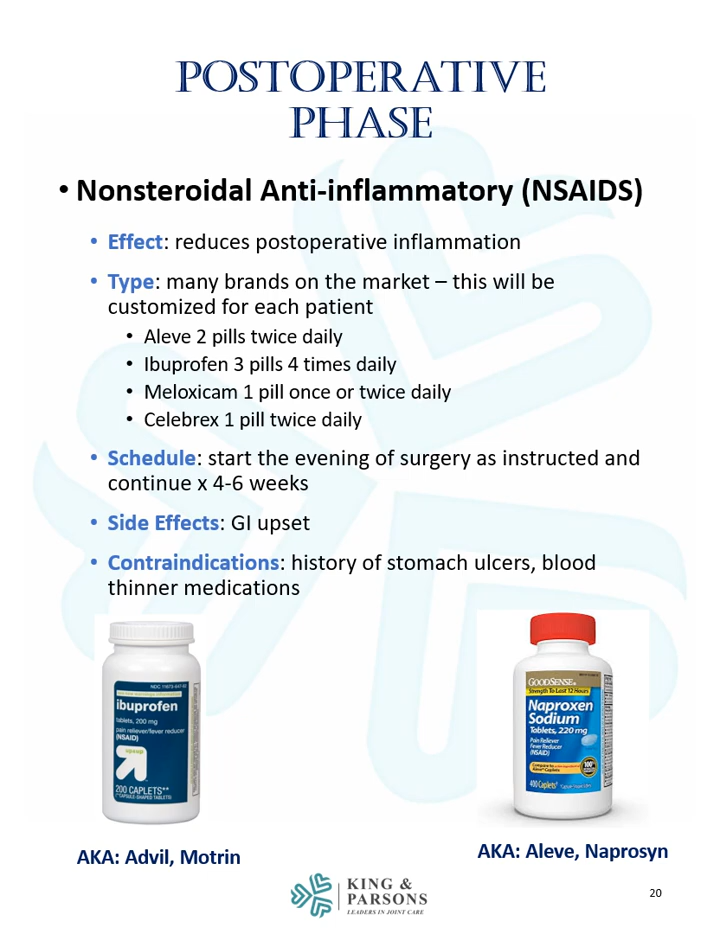 POSTOPERATIVE
PHASE
• Nonsteroidal Anti-inflammatory (NSAIDS)
• Effect: reduces postoperative inflammation
• Type: many brands on the market – this will be
customized for each patient
• Aleve 2 pills twice daily
• Ibuprofen 3 pills 4 times daily
• Meloxicam 1 pill once or twice daily
• Celebrex 1 pill twice daily
• Schedule: start the evening of surgery as instructed and
continue x 4-6 weeks
• Side Effects: GI upset
• Contraindications: history of stomach ulcers, blood
thinner medications
ibuprofen
tablets, 200 mg
pain reliever/fever reducer
(NSAID)
up&up
200 CAPLETS**
(**CAPSULE-SHAPED TABLETS)
GOODSENSE
Strength To Last 12 Hours
Naproxen
Sodium
Tablets, 220 mg
Pain Reliever
Fever Reducer
(NSAID)
400 Caplets*
AKA: Advil, Motrin
AKA: Aleve, Naprosyn
KING &
PARSONS
LEADERS IN JOINT CARE
20